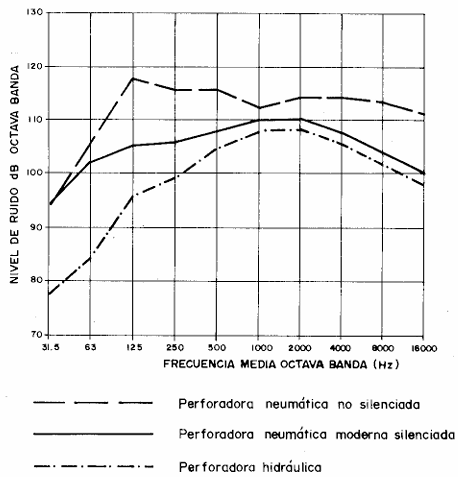 NIVEL DE RUIDO dB OCTAVA BANDA
130
120
110
100
90
80
70
31.5 63 125 250 500 1000 2000 4000 8000 16000
FRECUENCIA MEDIA OCTAVA BANDA (Hz)
Perforadora neumática no silenciada
Perforadora neumática moderna silenciada
Perforadora hidráulica